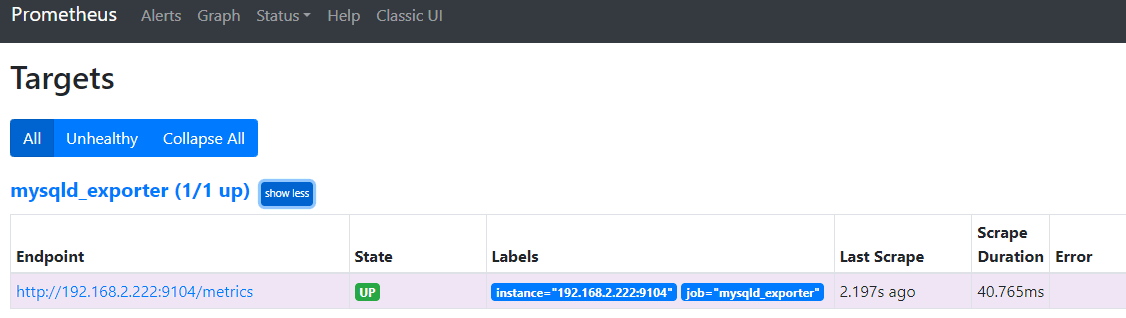 Prometheus Alerts Graph Status Help Classic UI
Targets
All Unhealthy Collapse All
mysqld_exporter (1/1 up) show less
Endpoint State Labels Last Scrape Scrape Duration Error
http://192.168.2.222:9104/metrics UP instance="192.168.2.222:9104" job="mysqld_exporter" 2.197s ago 40.765ms